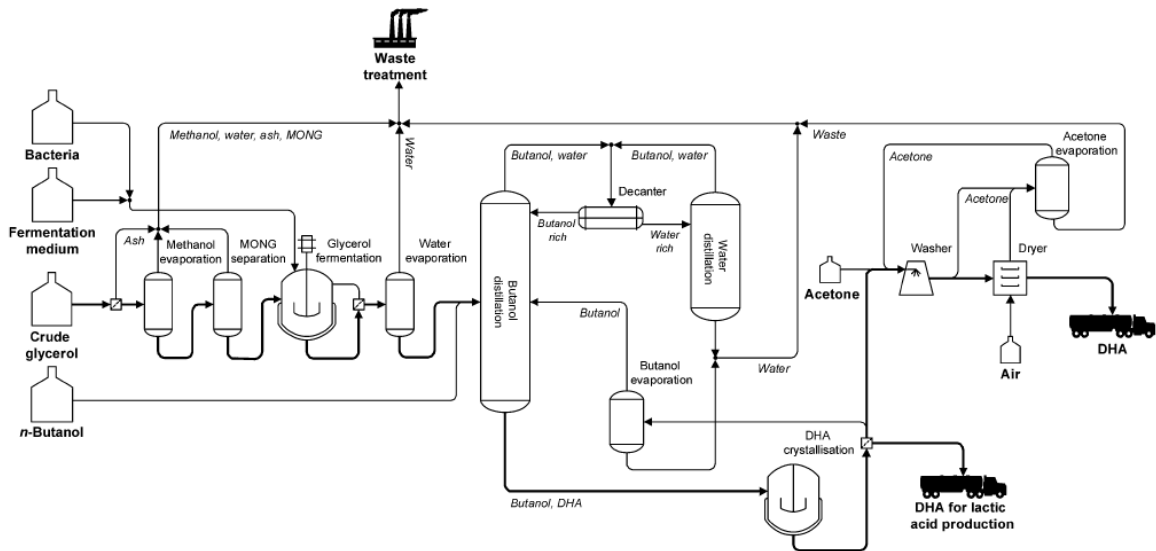 Waste
treatment
Methanol, water, ash, MONG
Water
Waste
Bacteria
Fermentation
medium
Ash
Methanol
evaporation
MONG
separation
Glycerol
fermentation
Water
evaporation
Crude
glycerol
n-Butanol
Butanol, water
Butanol, water
Decanter
Butanol
rich
Water
rich
Butanol
distillation
Water
distillation
Butanol
Butanol
evaporation
Water
Butanol, DHA
DHA
crystallisation
DHA for lactic
acid production
Acetone
Acetone
evaporation
Acetone
Washer
Dryer
Acetone
Air
DHA